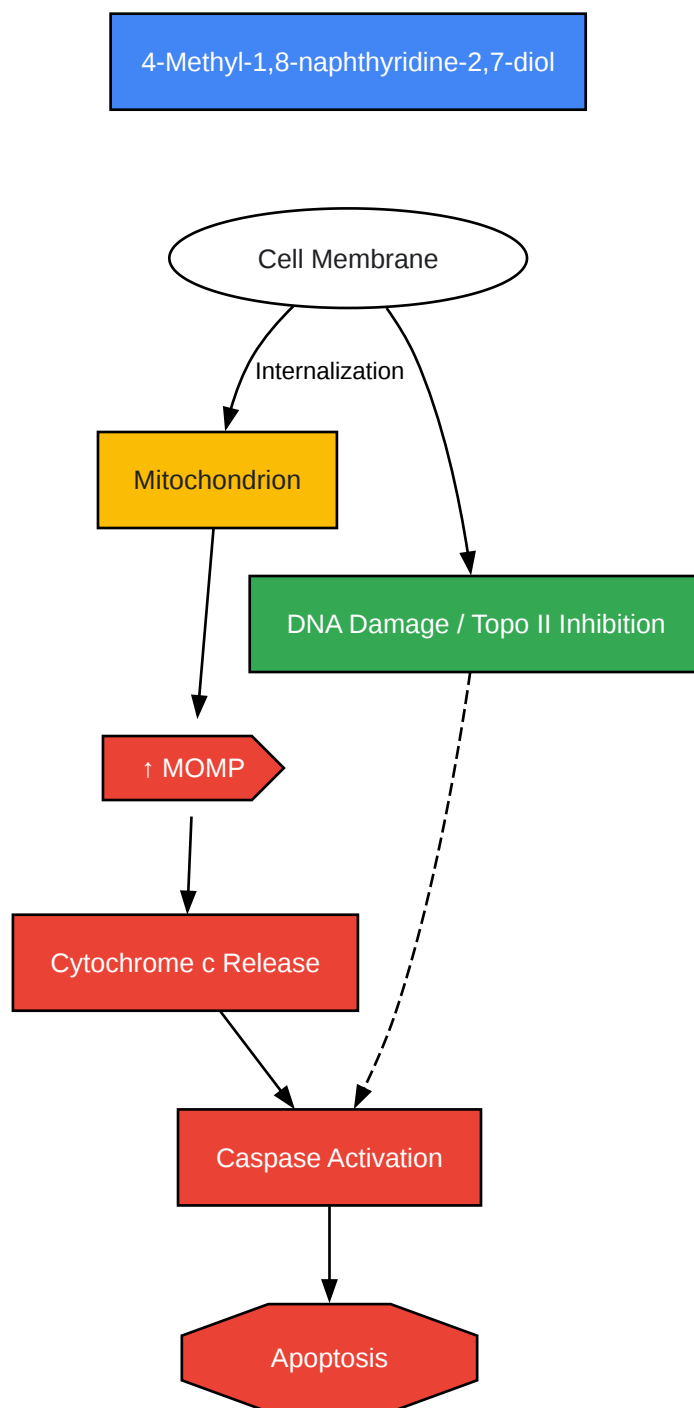 4-Methyl-1,8-naphthyridine-2,7-diol
Cell Membrane
Internalization
Mitochondrion
DNA Damage / Topo II Inhibition
↑ MOMP
Cytochrome c Release
Caspase Activation
Apoptosis